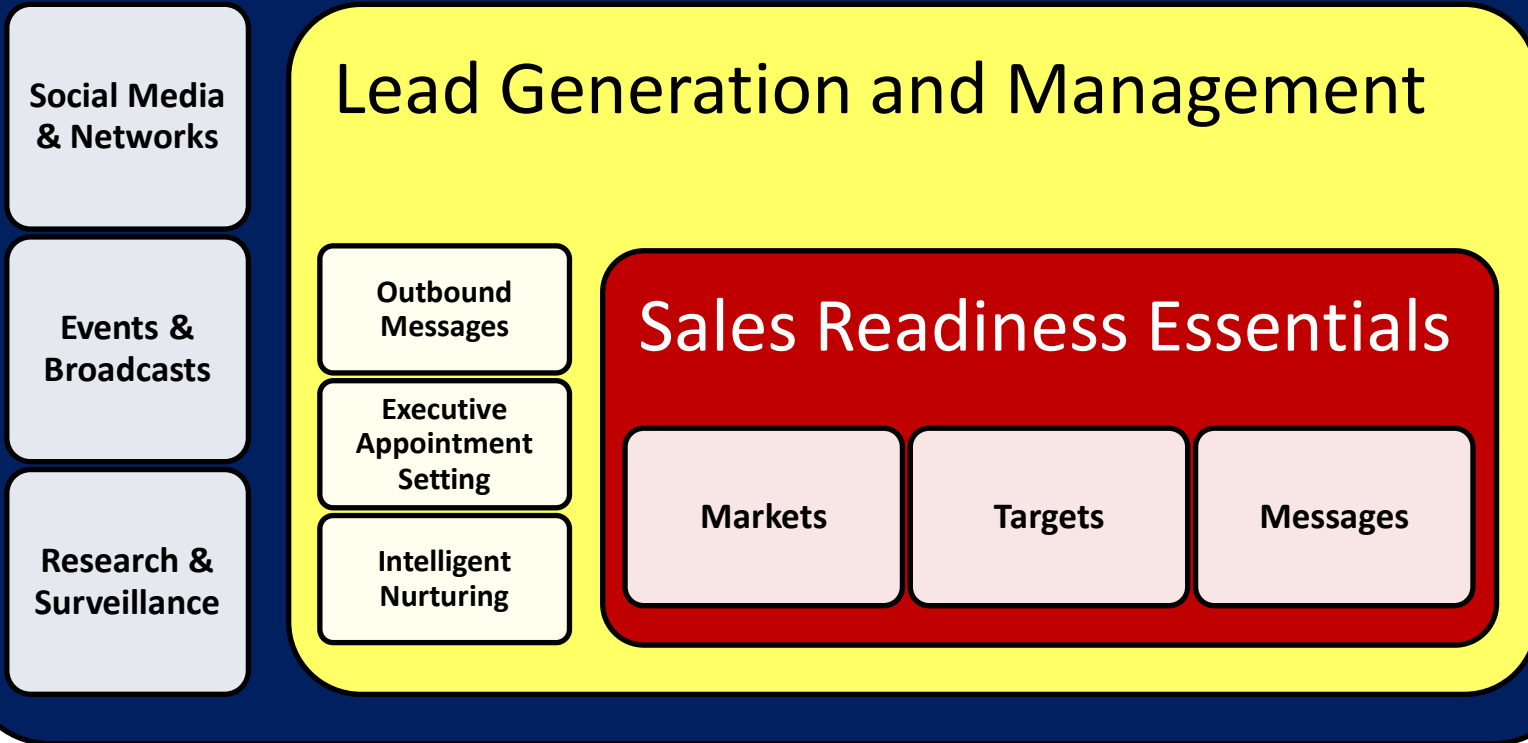 Social Media
& Networks
Events &
Broadcasts
Research &
Surveillance
Lead Generation and Management
Outbound
Messages
Executive
Appointment
Setting
Intelligent
Nurturing
Sales Readiness Essentials
Markets
Targets
Messages